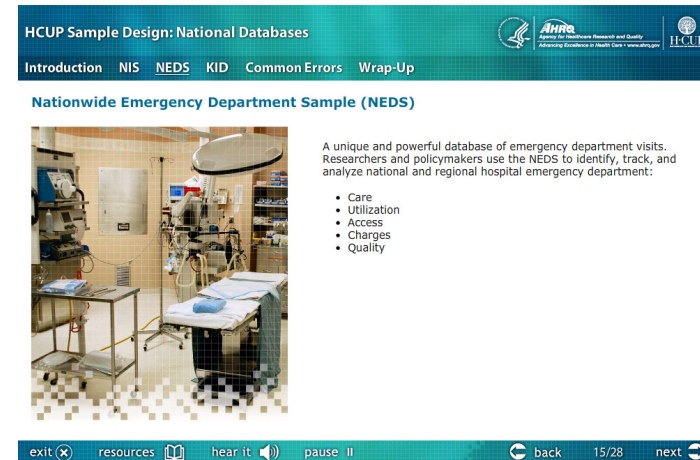 HCUP Sample Design: National Databases
AHRQ
Agency for Healthcare Research and Quality
Advancing Excellence in Health Care • www.ahrq.gov
H·CUP
Introduction NIS NEDS KID Common Errors Wrap-Up
Nationwide Emergency Department Sample (NEDS)
A unique and powerful database of emergency department visits.
Researchers and policymakers use the NEDS to identify, track, and
analyze national and regional hospital emergency department:
• Care
• Utilization
• Access
• Charges
• Quality
exit resources hear it pause back 15/28 next